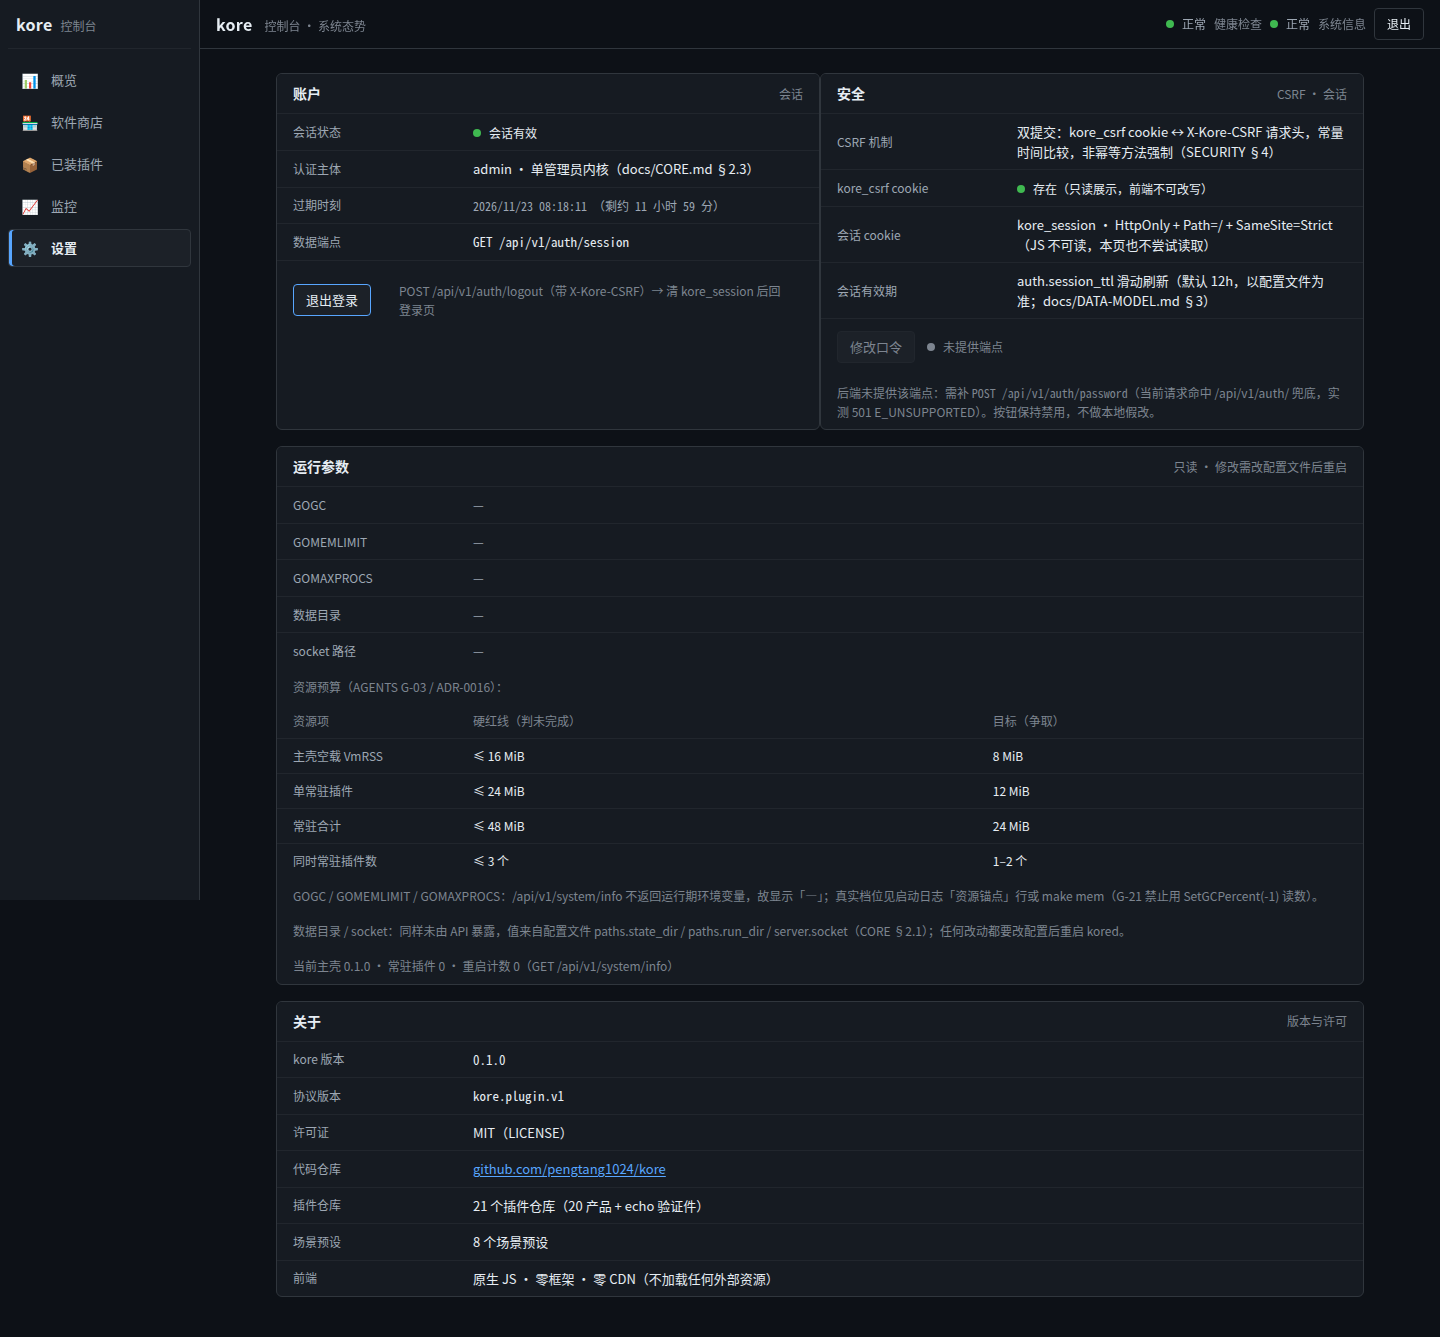 kore 控制台
概览
软件商店
已装插件
监控
设置
kore 控制台 · 系统态势
正常 健康检查 正常 系统信息 退出
账户 会话
会话状态 会话有效
认证主体 admin · 单管理员内核（docs/CORE.md §2.3）
过期时刻 2026/11/23 08:18:11 （剩约 11 小时 59 分）
数据端点 GET /api/v1/auth/session
退出登录 POST /api/v1/auth/logout（带 X-Kore-CSRF）→ 清 kore_session 后回
登录页
安全 CSRF · 会话
CSRF 机制 双提交：kore_csrf cookie ↔ X-Kore-CSRF 请求头，常量
时间比较，非幂等方法强制（SECURITY §4）
kore_csrf cookie 存在（只读展示，前端不可改写）
会话 cookie kore_session · HttpOnly + Path=/ + SameSite=Strict
（JS 不可读，本页也不尝试读取）
会话有效期 auth.session_ttl 滑动刷新（默认 12h，以配置文件为
准；docs/DATA-MODEL.md §3）
修改口令 未提供端点
后端未提供该端点：需补 POST /api/v1/auth/password（当前请求命中 /api/v1/auth/ 兜底，实
测 501 E_UNSUPPORTED）。按钮保持禁用，不做本地假改。
运行参数 只读 · 修改需改配置文件后重启
GOGC —
GOMEMLIMIT —
GOMAXPROCS —
数据目录 —
socket 路径 —
资源预算（AGENTS G-03 / ADR-0016）：
资源项 硬红线（判未完成） 目标（争取）
主壳空载 VmRSS ≤ 16 MiB 8 MiB
单常驻插件 ≤ 24 MiB 12 MiB
常驻合计 ≤ 48 MiB 24 MiB
同时常驻插件数 ≤ 3 个 1–2 个
GOGC / GOMEMLIMIT / GOMAXPROCS：/api/v1/system/info 不返回运行期环境变量，故显示「—」；真实档位见启动日志「资源锚点」行或 make mem（G-21 禁止用 SetGCPercent(-1) 读数）。
数据目录 / socket：同样未由 API 暴露，值来自配置文件 paths.state_dir / paths.run_dir / server.socket（CORE §2.1）；任何改动都要改配置后重启 kored。
当前主壳 0.1.0 · 常驻插件 0 · 重启计数 0（GET /api/v1/system/info）
关于 版本与许可
kore 版本 0.1.0
协议版本 kore.plugin.v1
许可证 MIT（LICENSE）
代码仓库 github.com/pengtang1024/kore
插件仓库 21 个插件仓库（20 产品 + echo 验证件）
场景预设 8 个场景预设
前端 原生 JS · 零框架 · 零 CDN（不加载任何外部资源）